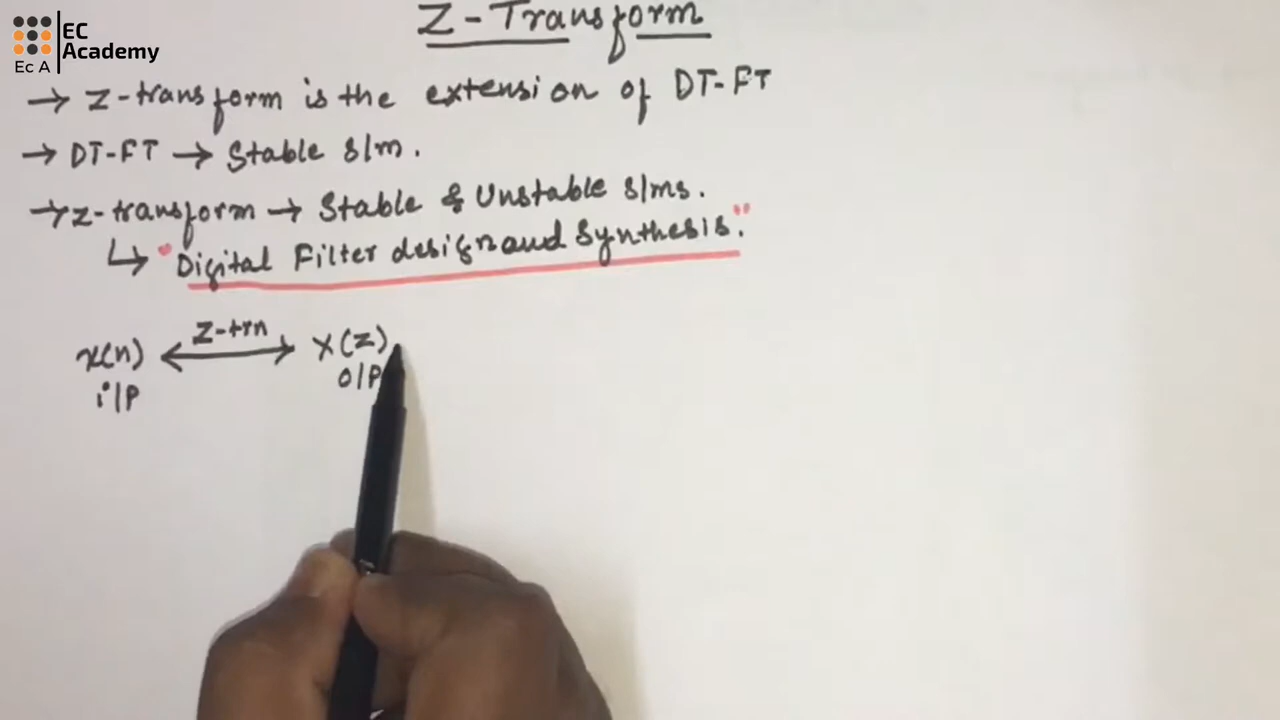 EC
Academy
Ec A
Z-Transform
→ Z-transform is the extension of DT-FT
→ DT-FT → Stable s/m.
→ z-transform → Stable & Unstable s/ms.
↳ "Digital Filter design and Synthesis."
x(n) ⟷ Z-trn X(z)
i/P O/P